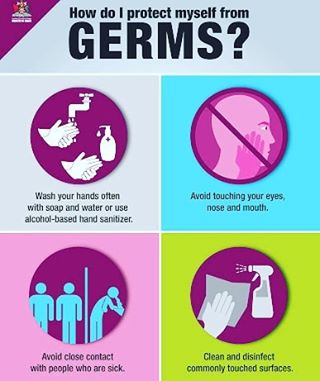 How do I protect myself from
GERMS?
Wash your hands often
with soap and water or use
alcohol-based hand sanitizer.
Avoid touching your eyes,
nose and mouth.
Avoid close contact
with people who are sick.
Clean and disinfect
commonly touched surfaces.